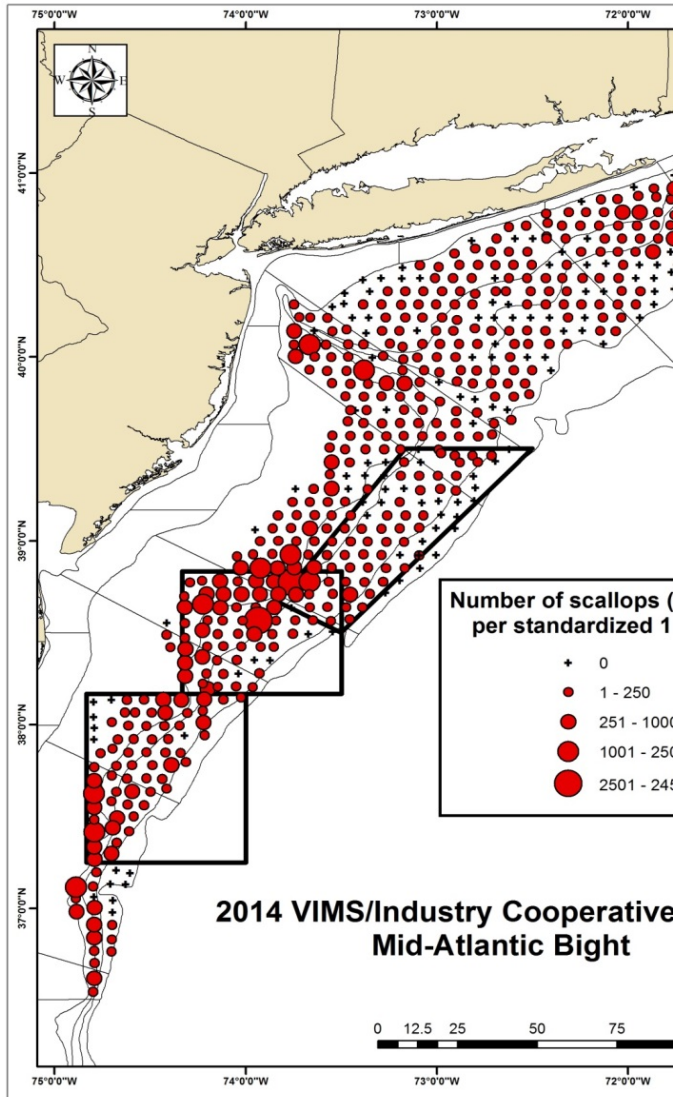 75°0'0"W 74°0'0"W 73°0'0"W 72°0'0"W
N
W E
S
41°0'0"N
40°0'0"N
39°0'0"N
38°0'0"N
37°0'0"N
Number of scallops (
per standardized 1
0
1 - 250
251 - 1000
1001 - 250
2501 - 245
2014 VIMS/Industry Cooperative
Mid-Atlantic Bight
0 12.5 25 50 75
75°0'0"W 74°0'0"W 73°0'0"W 72°0'0"W